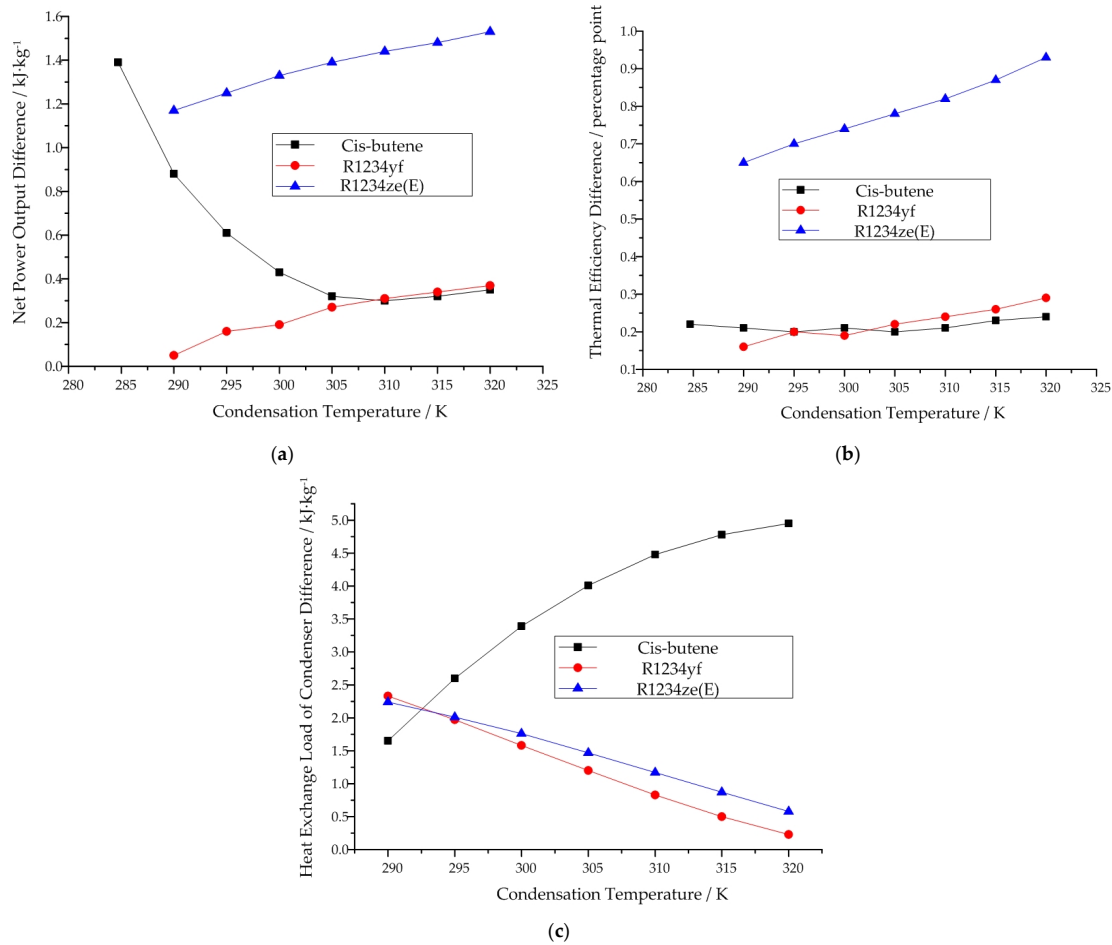 Net Power Output Difference / kJ·kg⁻¹
1.6
1.4
1.2
1.0
0.8
0.6
0.4
0.2
0.0
Cis-butene
R1234yf
R1234ze(E)
280 285 290 295 300 305 310 315 320 325
Condensation Temperature / K
(a)
Thermal Efficiency Difference / percentage point
1.0
0.9
0.8
0.7
0.6
0.5
0.4
0.3
0.2
0.1
Cis-butene
R1234yf
R1234ze(E)
280 285 290 295 300 305 310 315 320 325
Condensation Temperature / K
(b)
Heat Exchange Load of Condenser Difference / kJ·kg⁻¹
5.0
4.5
4.0
3.5
3.0
2.5
2.0
1.5
1.0
0.5
0.0
Cis-butene
R1234yf
R1234ze(E)
290 295 300 305 310 315 320
Condensation Temperature / K
(c)